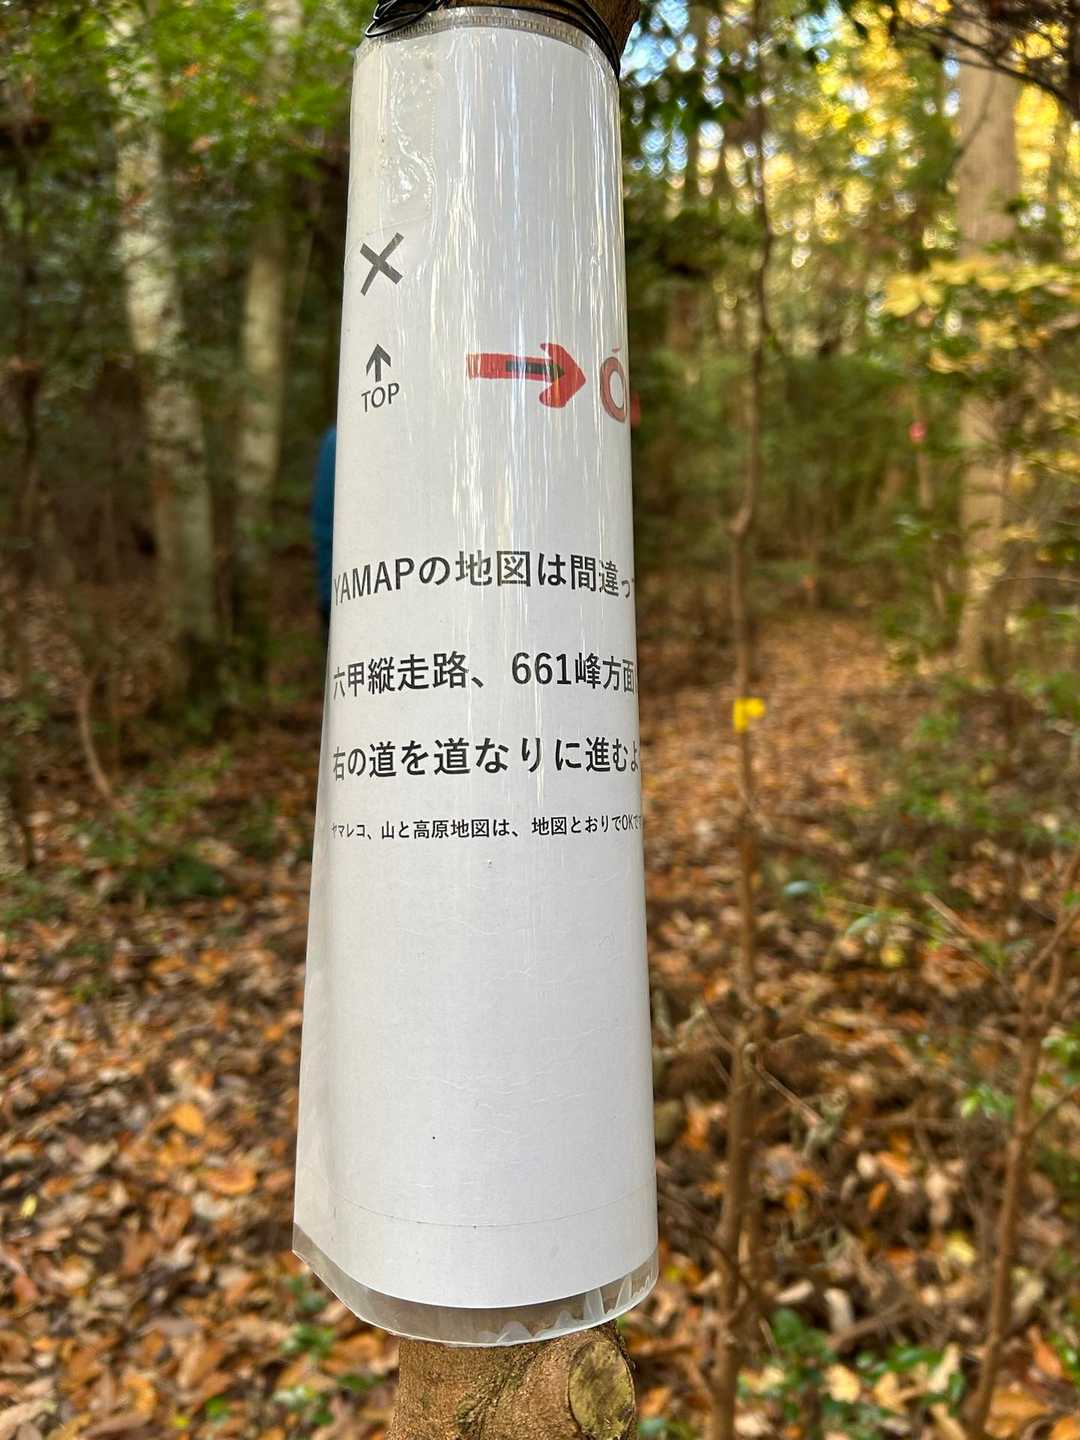 ×
↑
TOP
→ O
YAMAPの地図は間違っ
六甲縦走路、661峰方面
右の道を道なりに進むよ
ヤマレコ、山と高原地図は、地図とおりでOKで